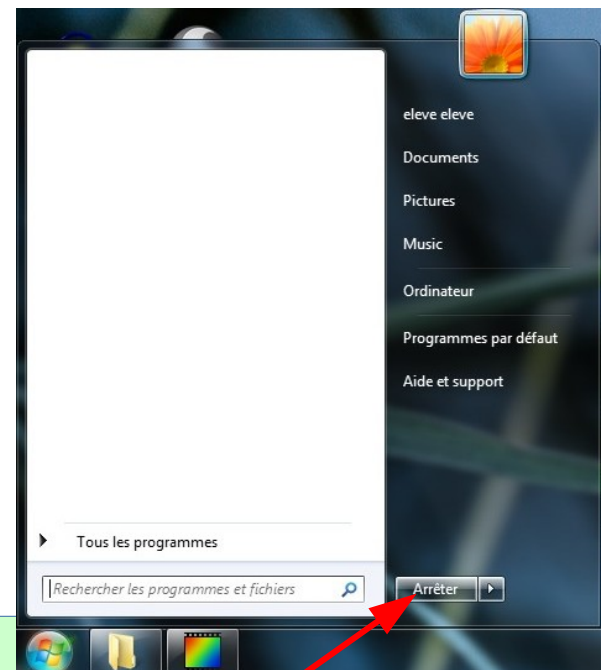 eleve eleve
Documents
Pictures
Music
Ordinateur
Programmes par défaut
Aide et support
Tous les programmes
Rechercher les programmes et fichiers
Arrêter